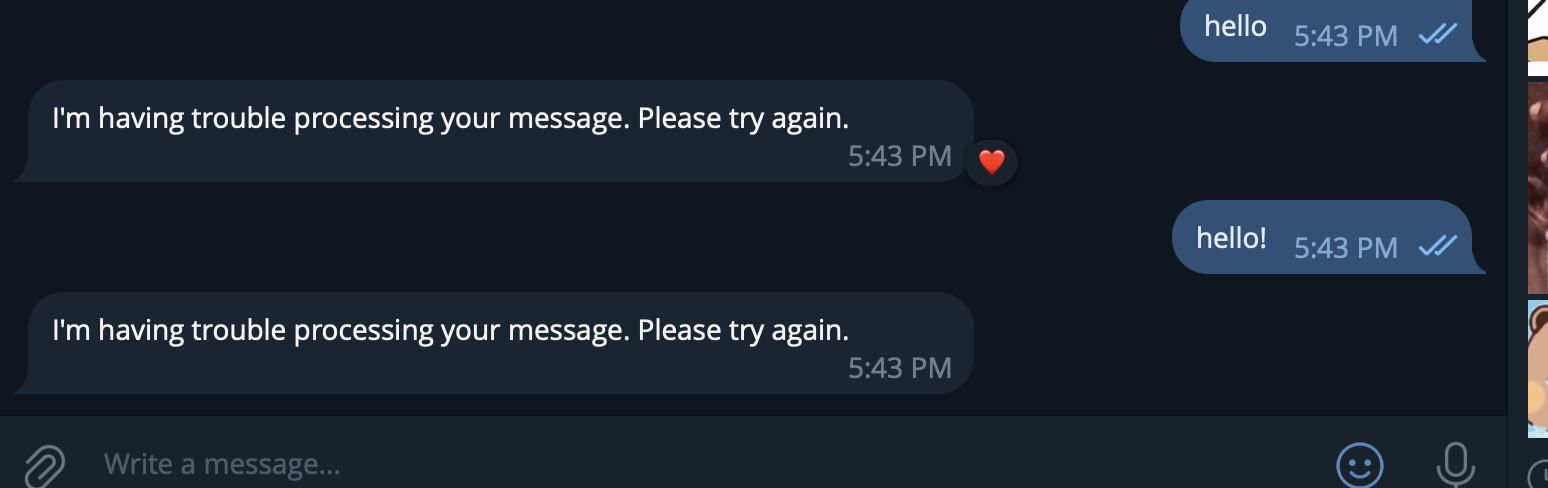 hello 5:43 PM
I'm having trouble processing your message. Please try again.
5:43 PM
hello! 5:43 PM
I'm having trouble processing your message. Please try again.
5:43 PM
Write a message...